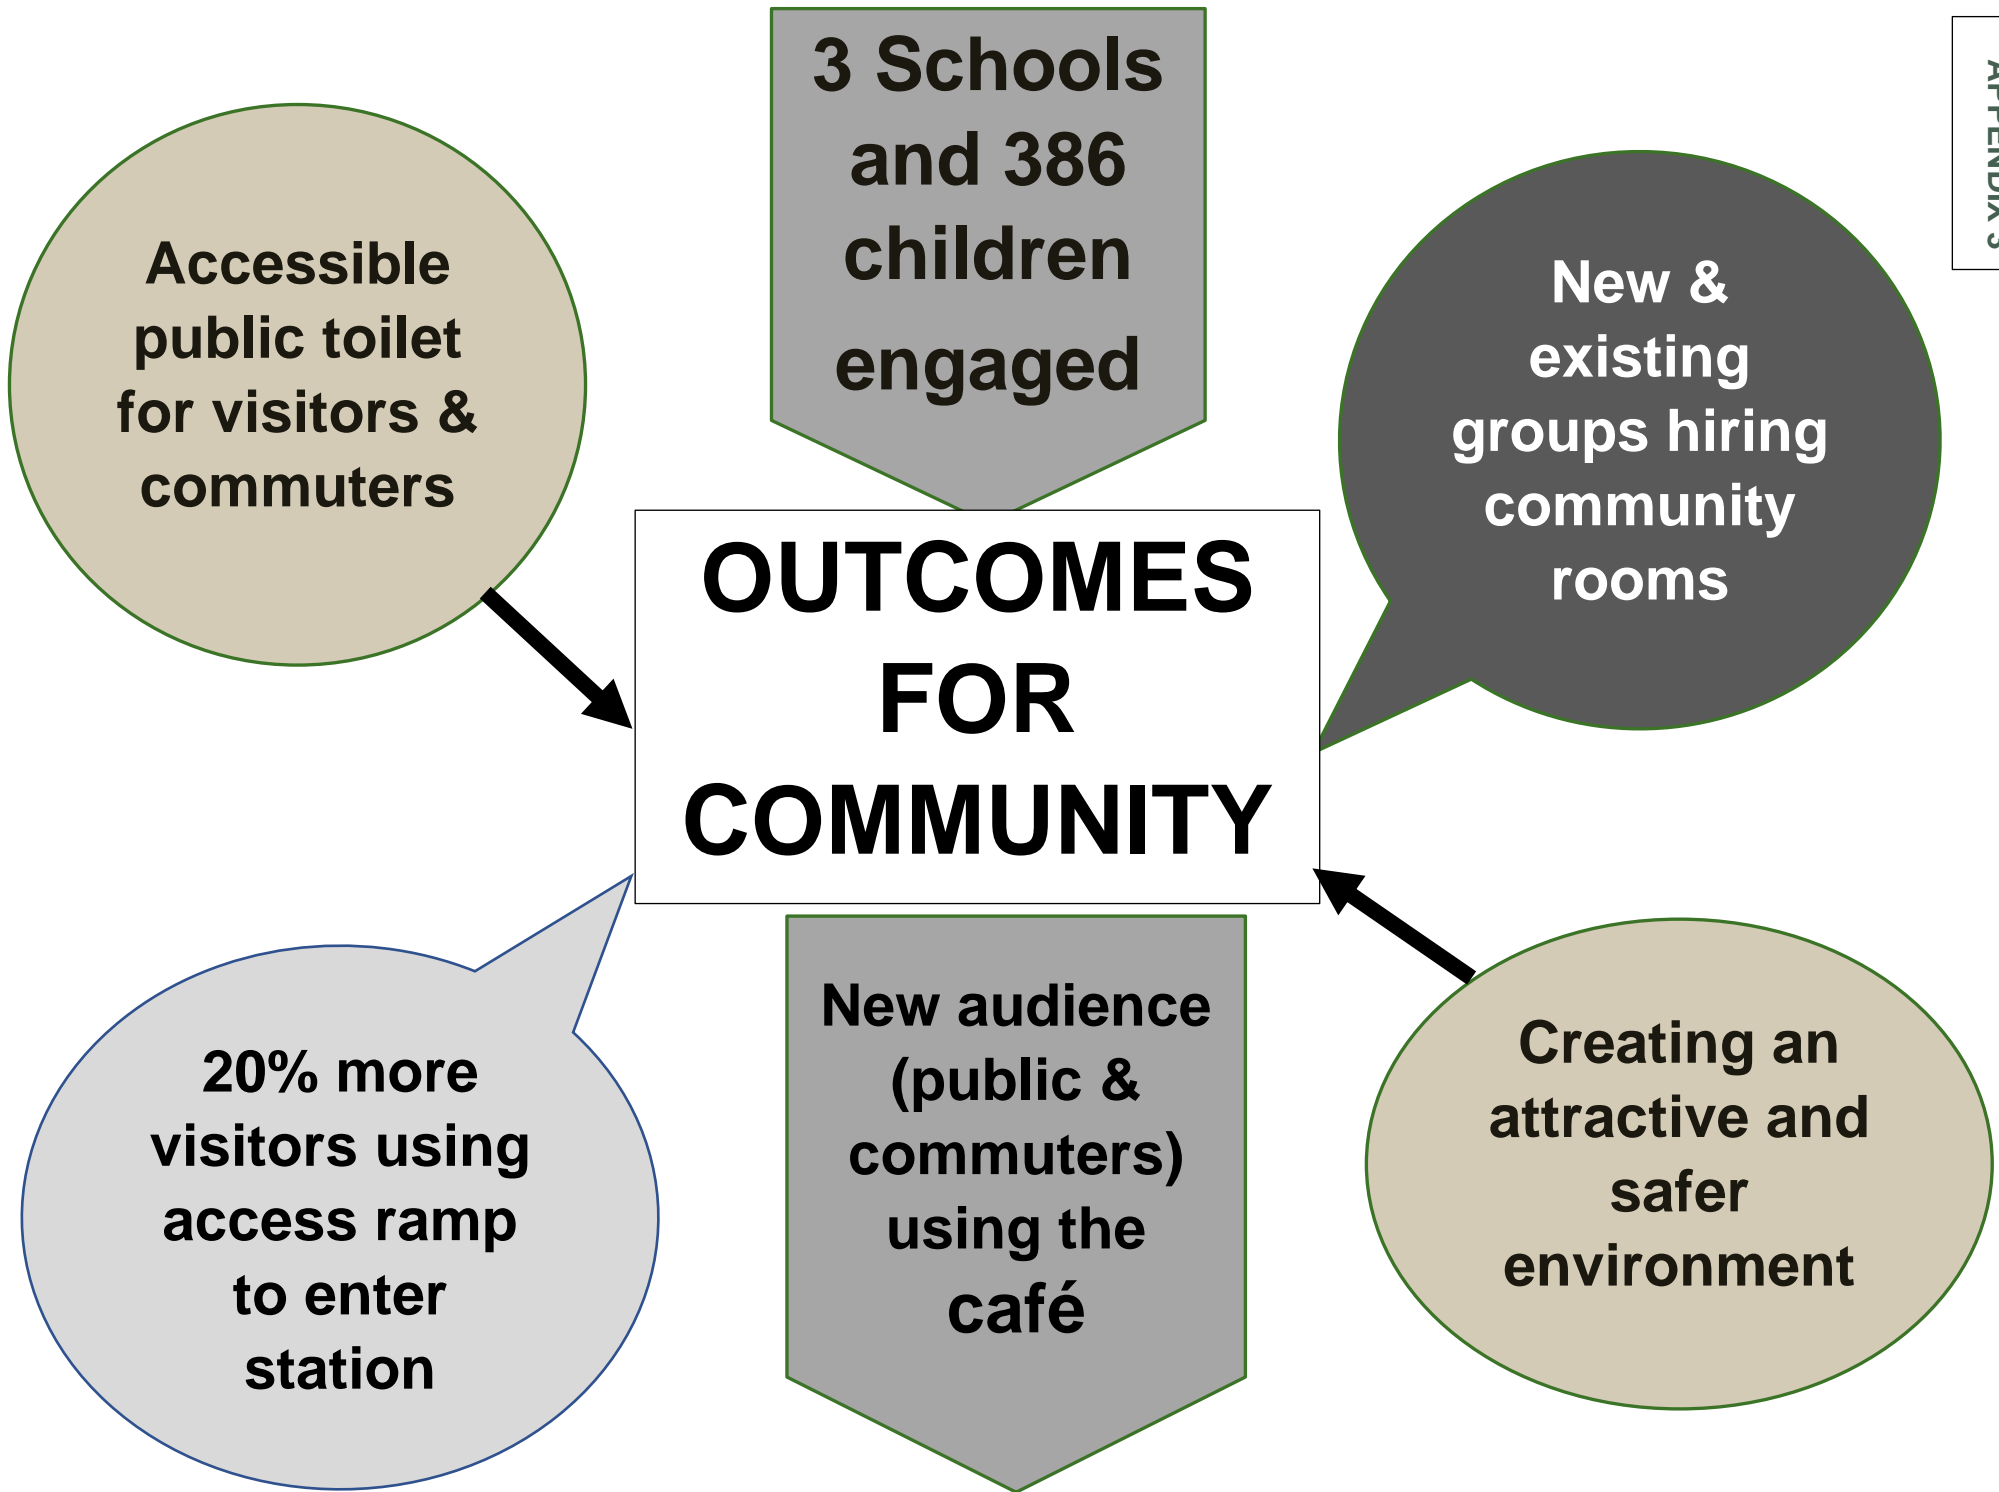 3 Schools
and 386
children
engaged
APPENDIX 3
Accessible
public toilet
for visitors &
commuters
New &
existing
groups hiring
community
rooms
OUTCOMES
FOR
COMMUNITY
20% more
visitors using
access ramp
to enter
station
New audience
(public &
commuters)
using the
café
Creating an
attractive and
safer
environment